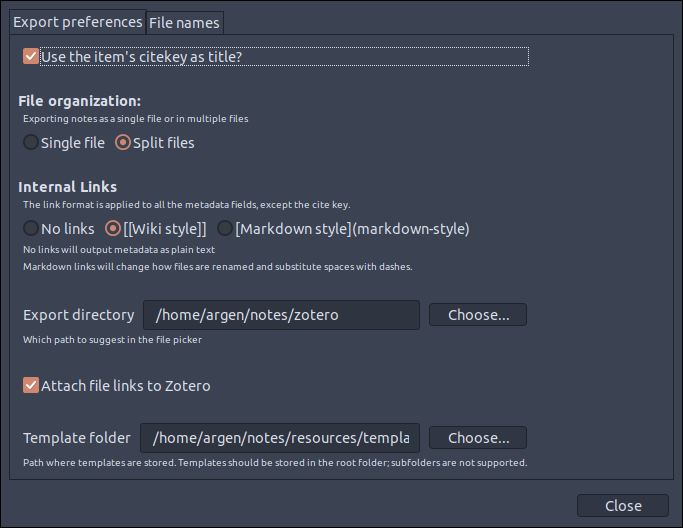 Export preferences File names
Use the item's citekey as title?
File organization:
Exporting notes as a single file or in multiple files
Single file Split files
Internal Links
The link format is applied to all the metadata fields, except the cite key.
No links [[Wiki style]] [Markdown style](markdown-style)
No links will output metadata as plain text
Markdown links will change how files are renamed and substitute spaces with dashes.
Export directory /home/argen/notes/zotero Choose...
Which path to suggest in the file picker
Attach file links to Zotero
Template folder /home/argen/notes/resources/templa Choose...
Path where templates are stored. Templates should be stored in the root folder; subfolders are not supported.
Close